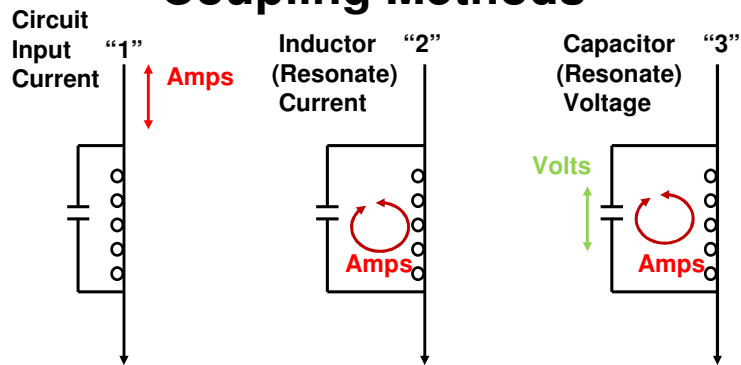 Coupling Methods
Circuit
Input “1”
Current
Amps
Inductor “2”
(Resonate)
Current
Amps
Capacitor “3”
(Resonate)
Voltage
Volts
Amps